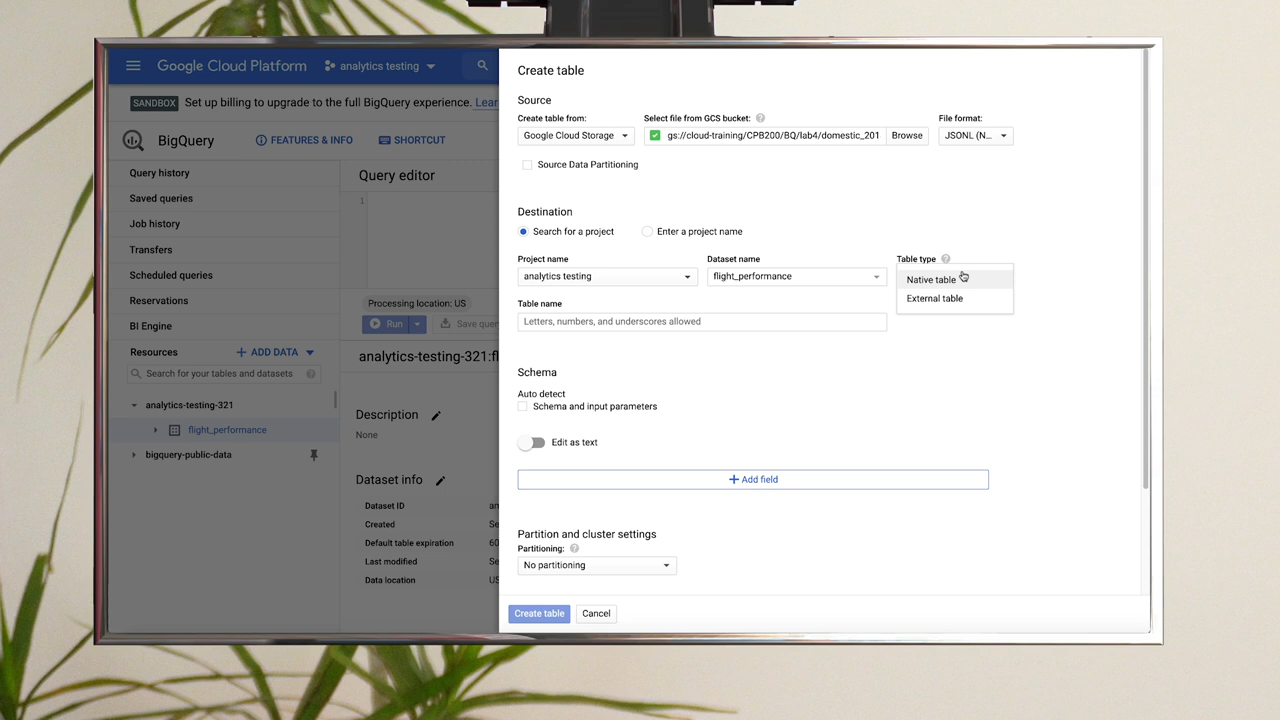 Google Cloud Platform
analytics testing
SANDBOX Set up billing to upgrade to the full BigQuery experience.
BigQuery
FEATURES & INFO
SHORTCUT
Query history
Saved queries
Job history
Transfers
Scheduled queries
Reservations
BI Engine
Resources
ADD DATA
Search for your tables and datasets
analytics-testing-321
flight_performance
bigquery-public-data
Query editor
1
Processing location: US
Run
Save
analytics-testing-321:
Description
None
Dataset info
Dataset ID
Created
Default table expiration 60
Last modified
Data location US
Create table
Source
Create table from:
Google Cloud Storage
Select file from GCS bucket:
gs://cloud-training/CPB200/BQ/lab4/domestic_201
Browse
File format:
JSONL (N...
Source Data Partitioning
Destination
Search for a project
Enter a project name
Project name
analytics testing
Dataset name
flight_performance
Table type
Native table
External table
Table name
Letters, numbers, and underscores allowed
Schema
Auto detect
Schema and input parameters
Edit as text
+ Add field
Partition and cluster settings
Partitioning:
No partitioning
Create table
Cancel